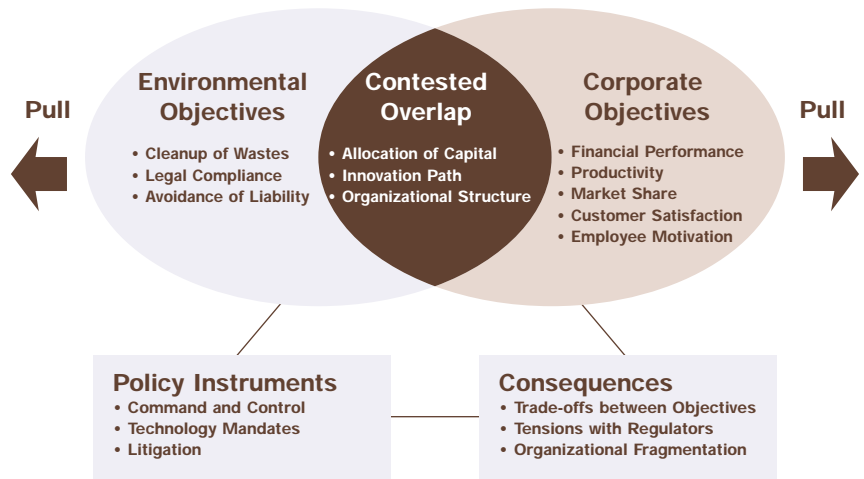 Pull
Environmental
Objectives
• Cleanup of Wastes
• Legal Compliance
• Avoidance of Liability
Contested
Overlap
• Allocation of Capital
• Innovation Path
• Organizational Structure
Corporate
Objectives
• Financial Performance
• Productivity
• Market Share
• Customer Satisfaction
• Employee Motivation
Pull
Policy Instruments
• Command and Control
• Technology Mandates
• Litigation
Consequences
• Trade-offs between Objectives
• Tensions with Regulators
• Organizational Fragmentation